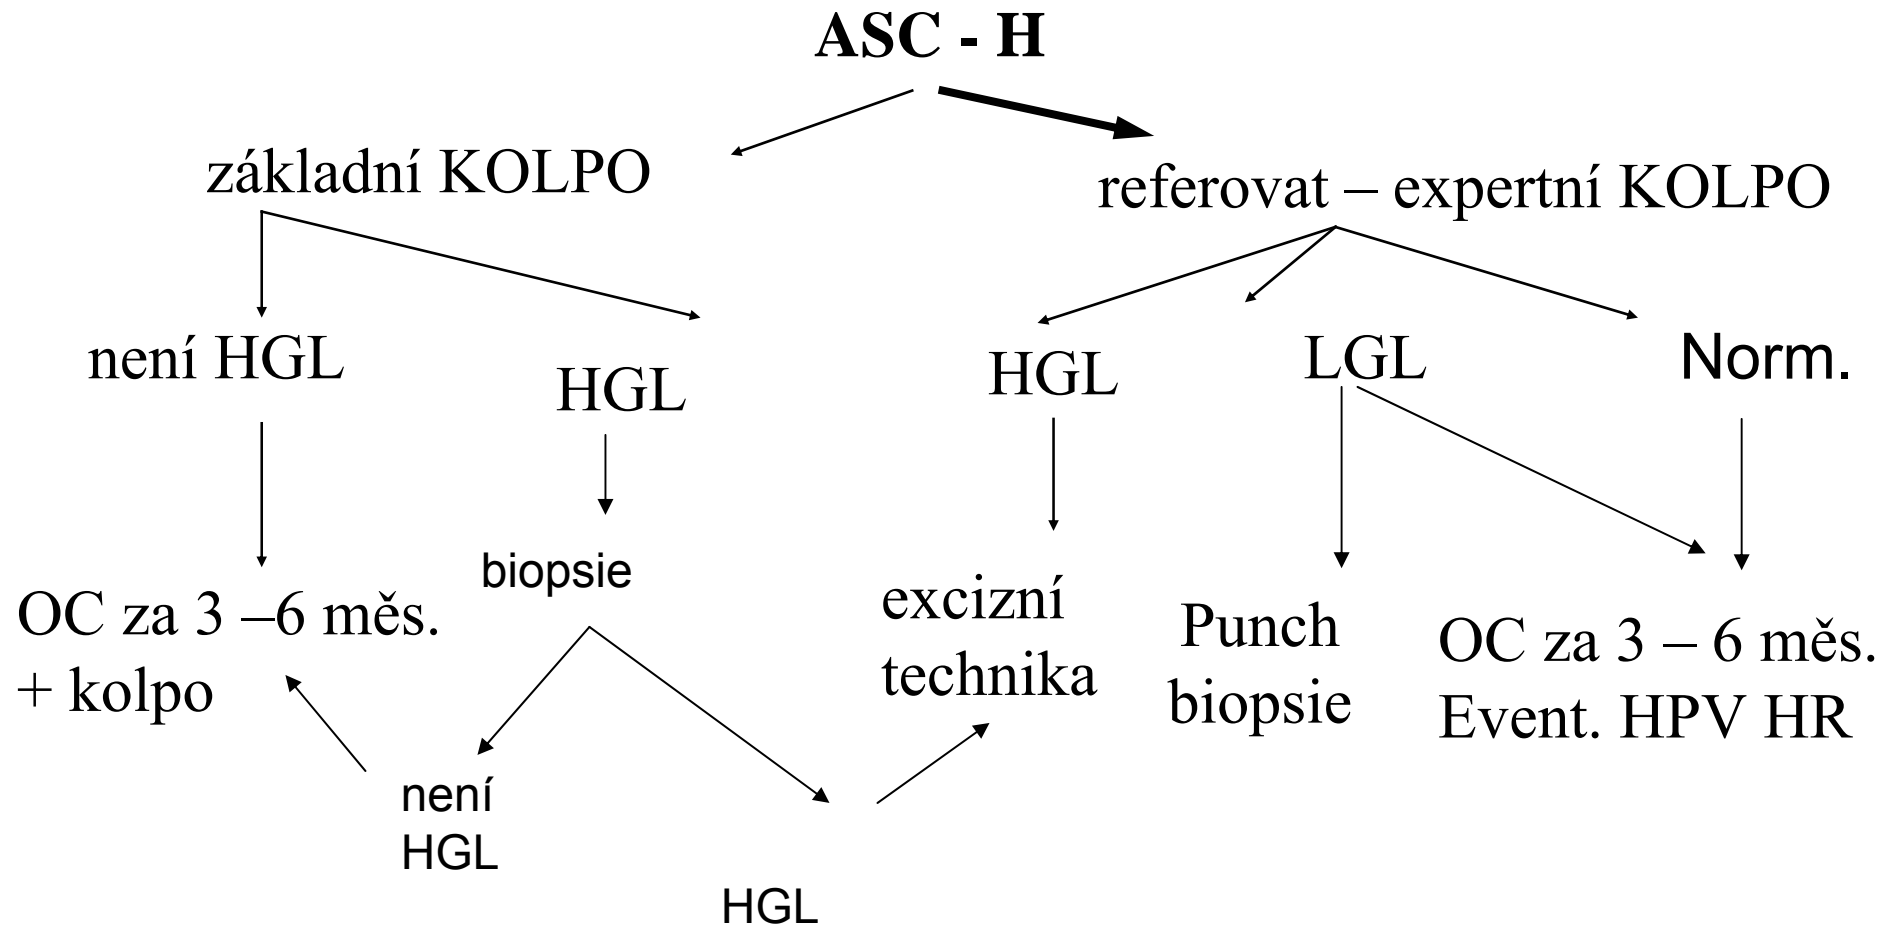 ASC - H
základní KOLPO
referovat – expertní KOLPO
není HGL
HGL
HGL
LGL
Norm.
biopsie
OC za 3 –6 měs.
+ kolpo
excizní
technika
Punch
biopsie
OC za 3 – 6 měs.
Event. HPV HR
není
HGL
HGL